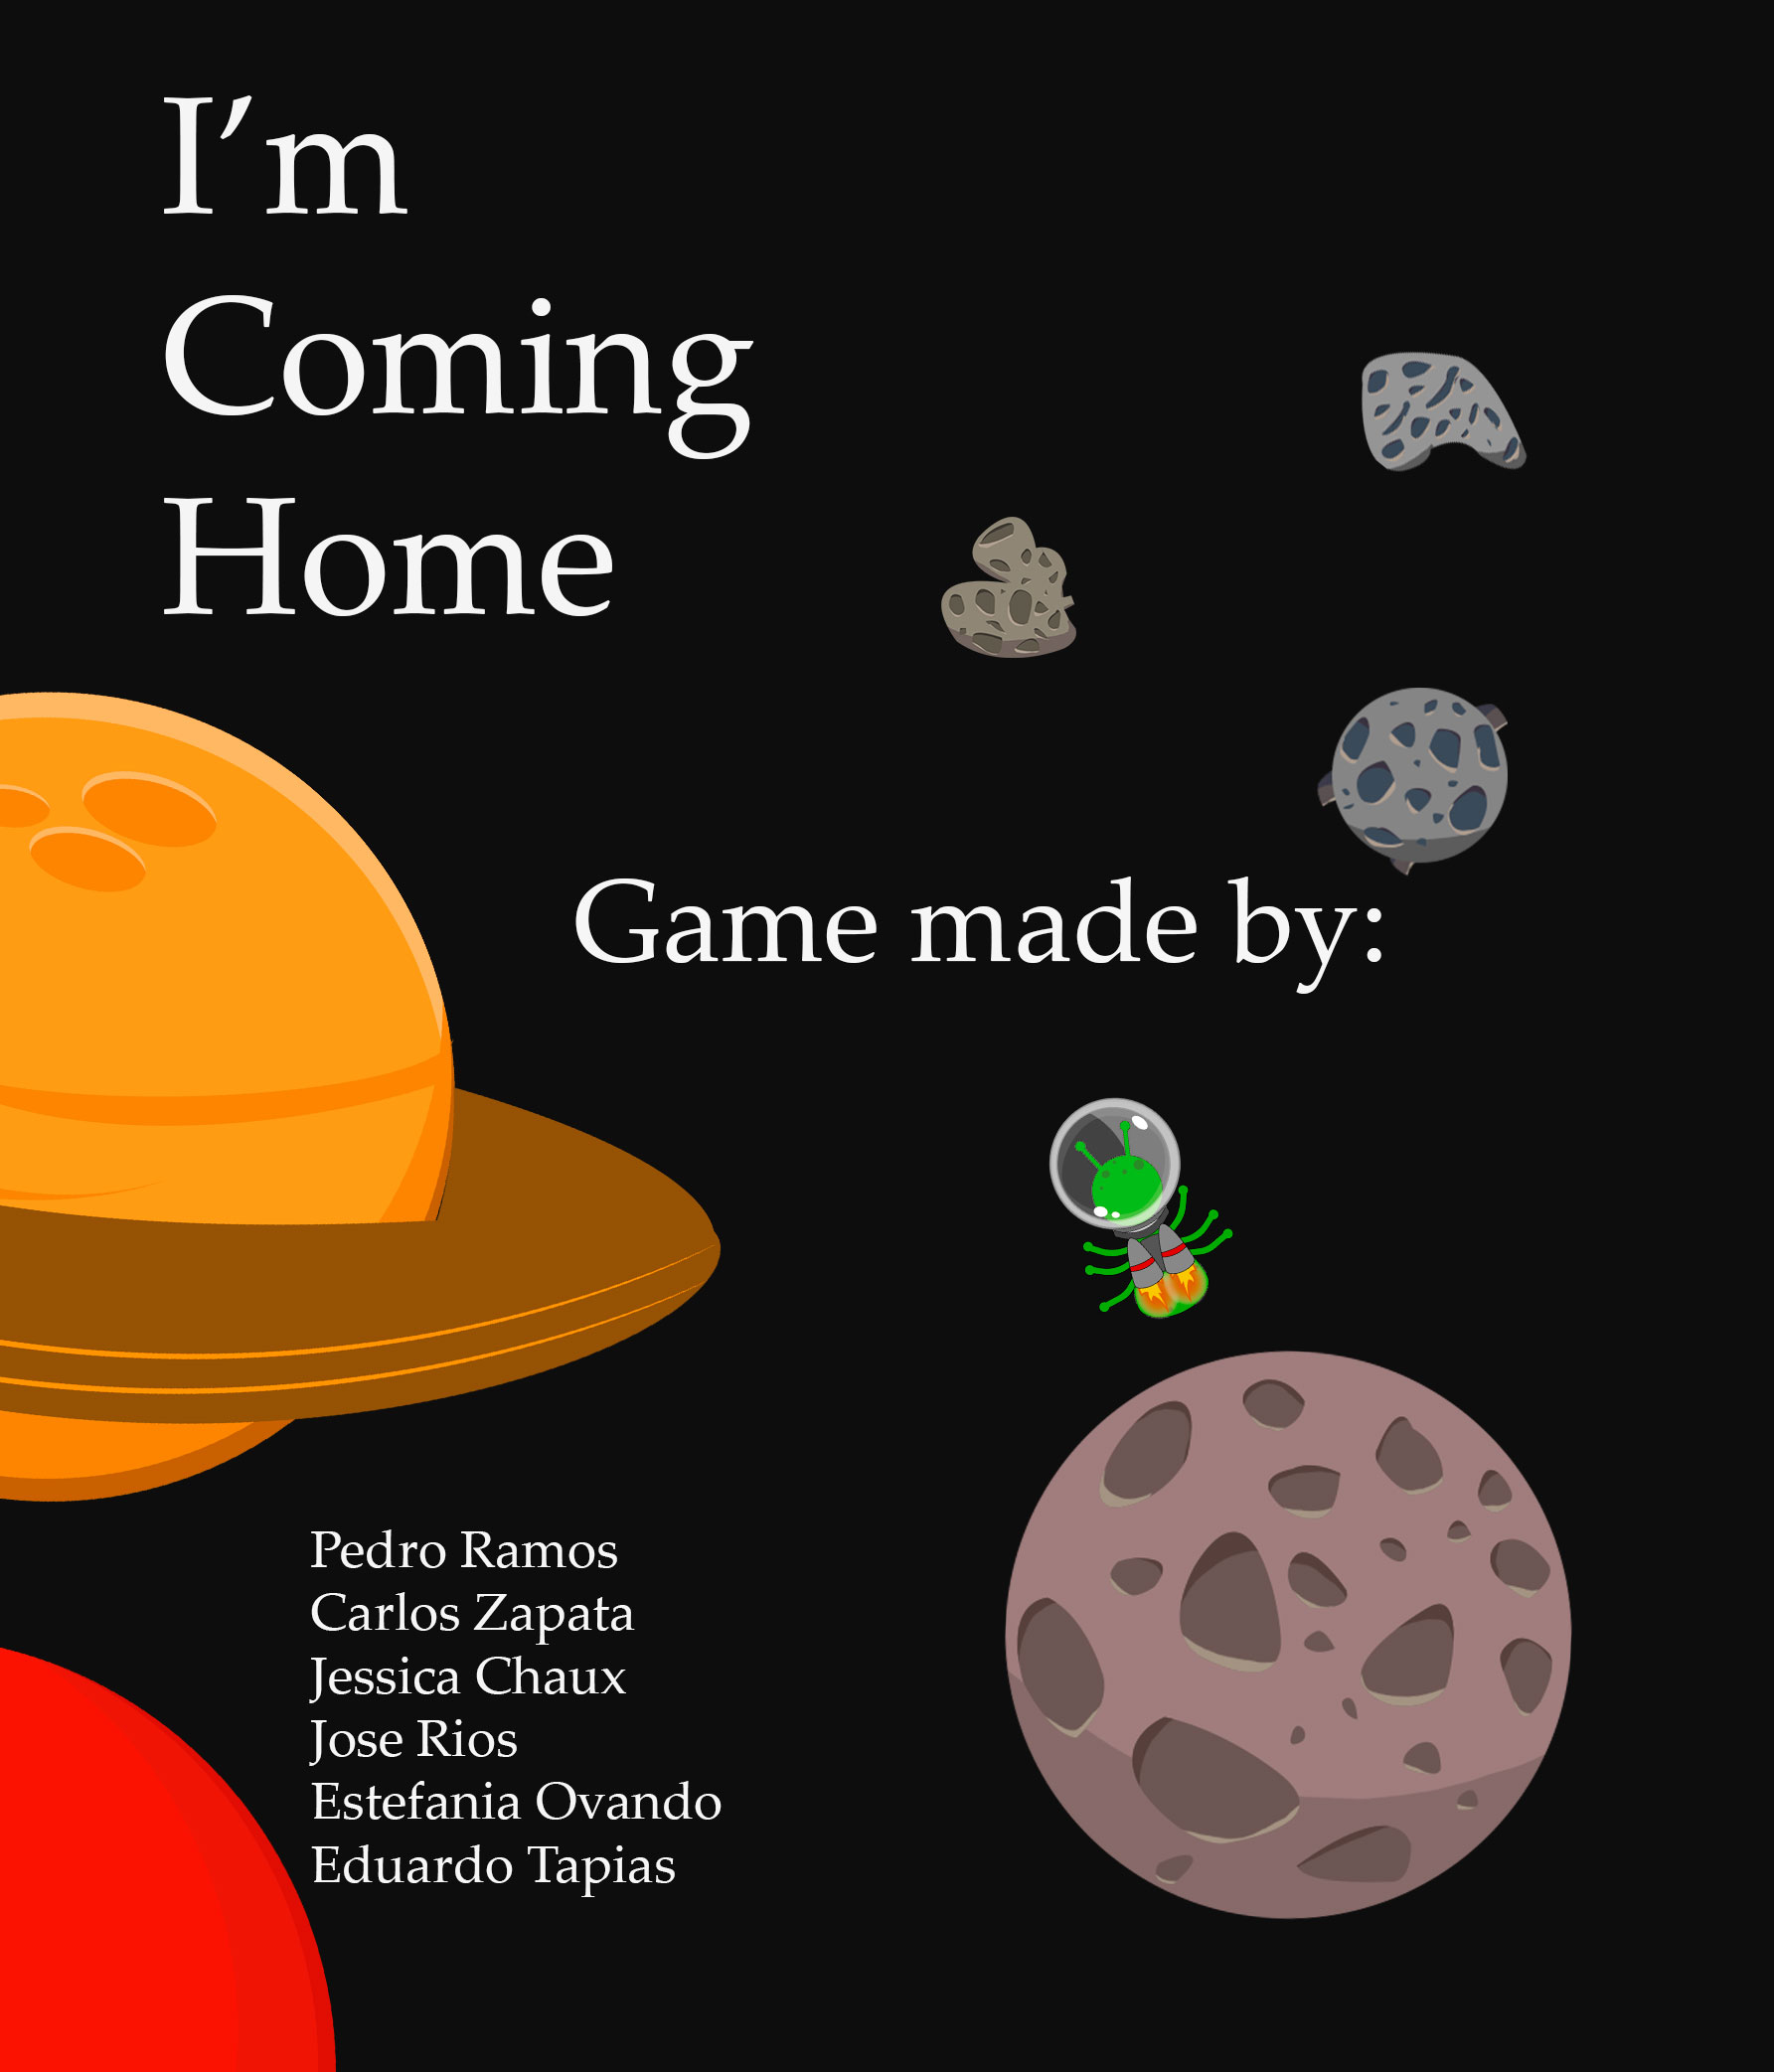 I’m
Coming
Home
Game made by:
Pedro Ramos
Carlos Zapata
Jessica Chaux
Jose Rios
Estefania Ovando
Eduardo Tapias